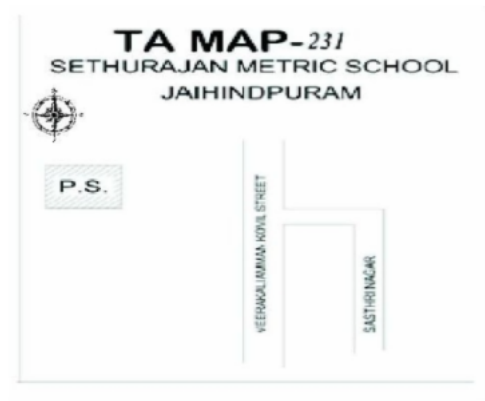 TA MAP-231
SETHURAJAN METRIC SCHOOL
JAIHINDPURAM
P.S.
VEERAKALIAMMAN KOVIL STREET
SASTHRI NAGAR